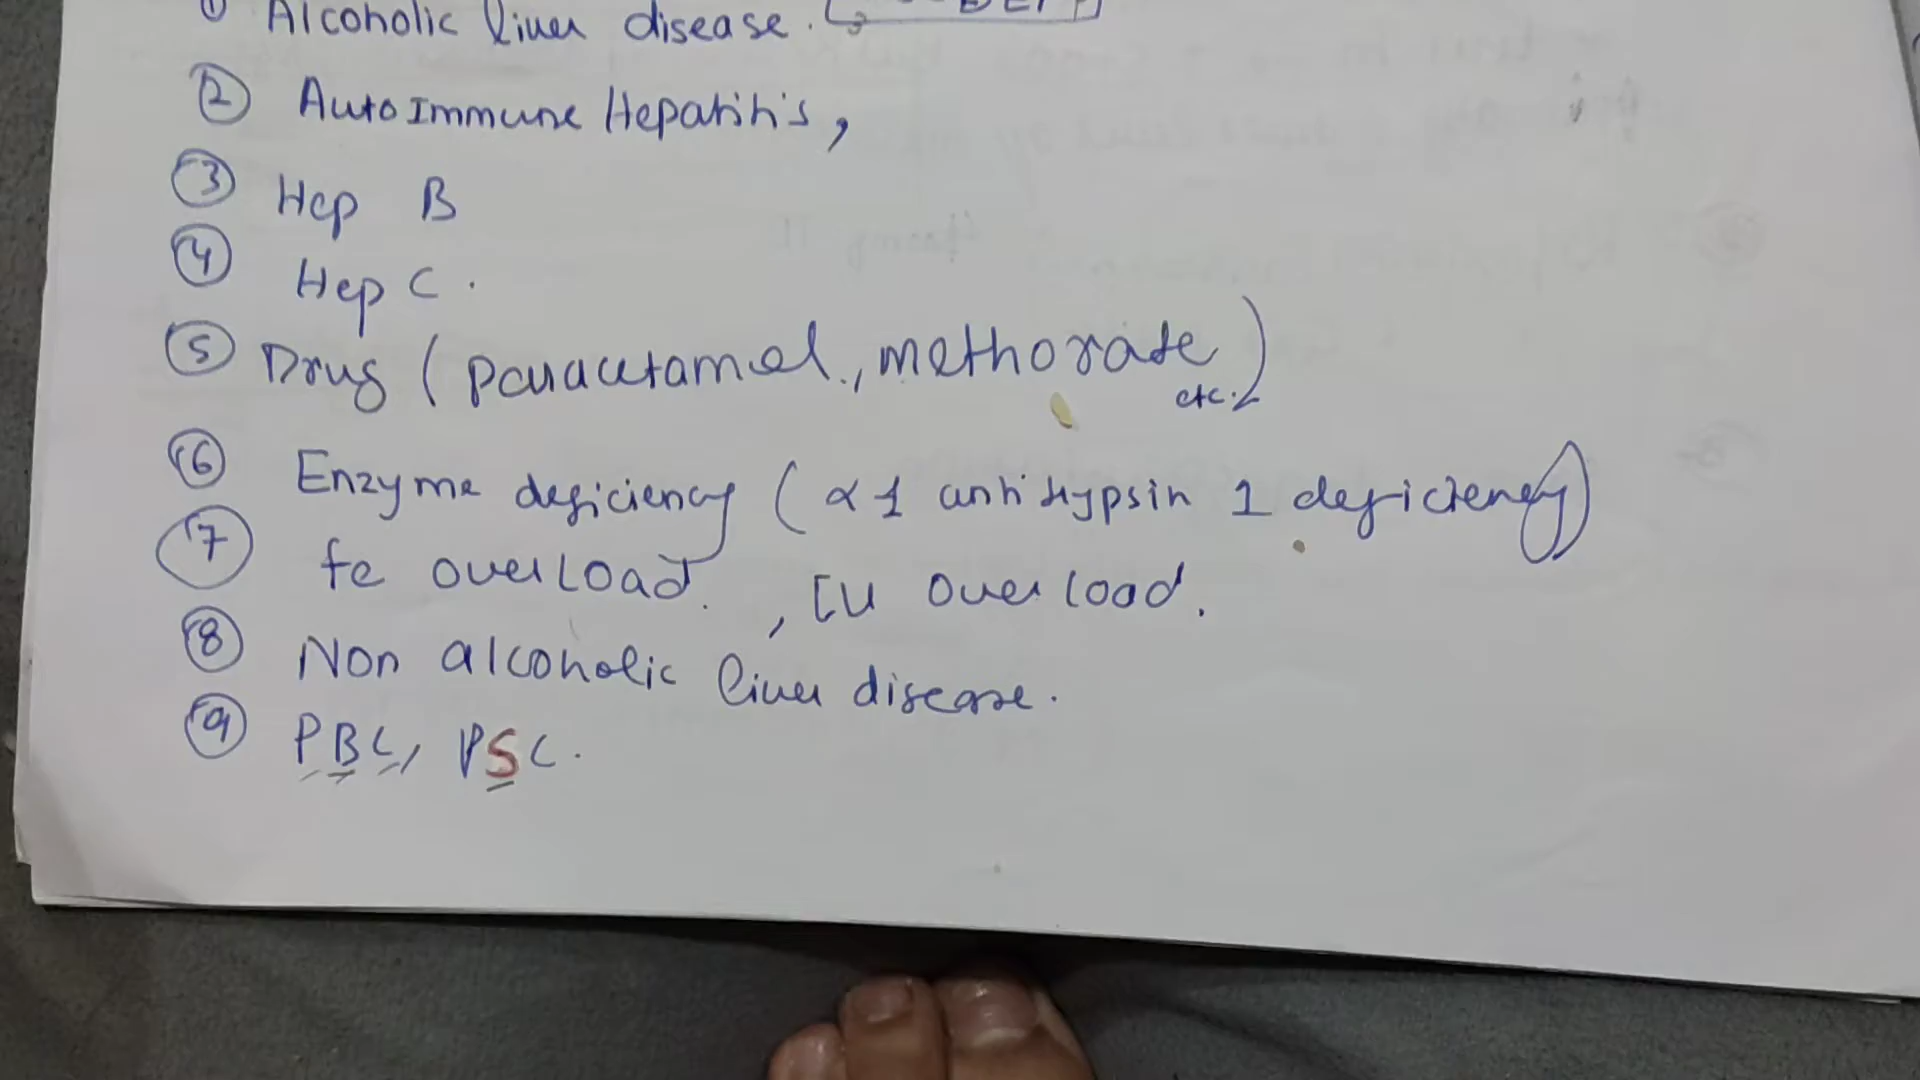 ① Alcoholic liver disease.
② AutoImmune Hepatitis,
③ Hep B
④ Hep C.
⑤ Drug (paracetamol, methorate etc.)
⑥ Enzyme deficiency (α1 antitrypsin 1 deficiency)
⑦ fe overLoad. , CU overload.
⑧ Non alcoholic liver disease.
⑨ PBC, PSC.